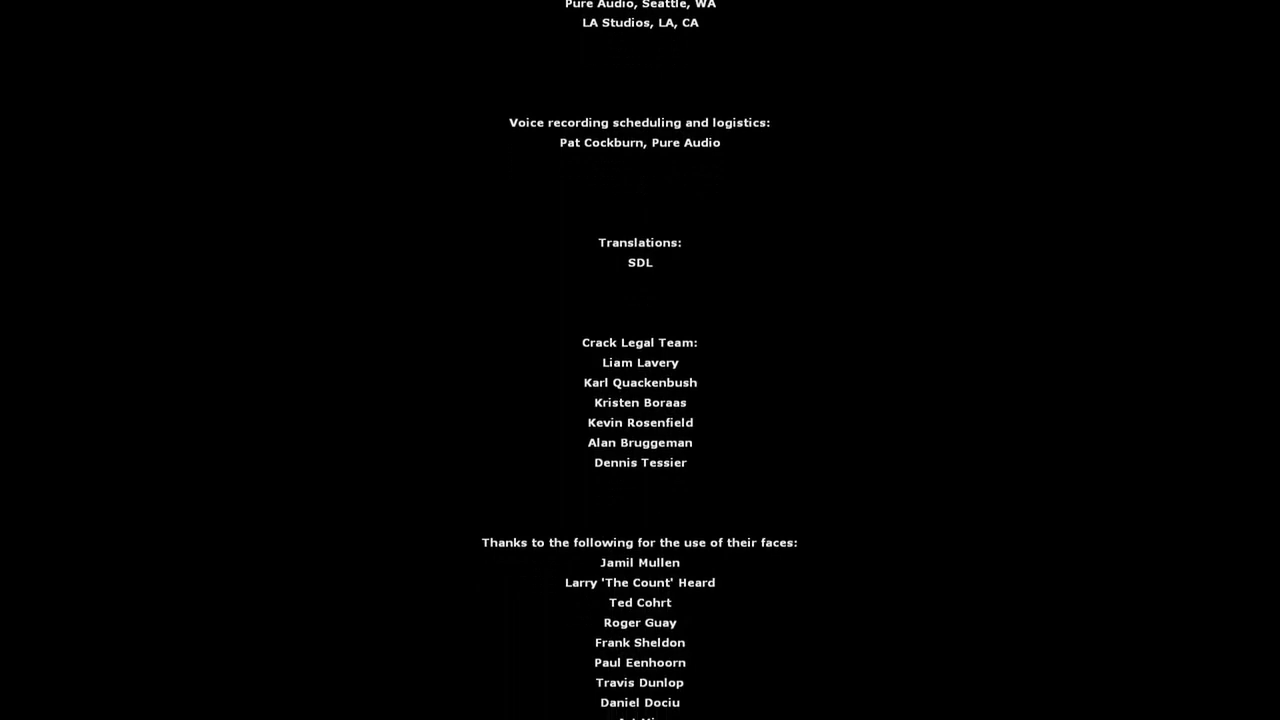 Pure Audio, Seattle, WA
LA Studios, LA, CA
Voice recording scheduling and logistics:
Pat Cockburn, Pure Audio
Translations:
SDL
Crack Legal Team:
Liam Lavery
Karl Quackenbush
Kristen Boraas
Kevin Rosenfield
Alan Bruggeman
Dennis Tessier
Thanks to the following for the use of their faces:
Jamil Mullen
Larry 'The Count' Heard
Ted Cohrt
Roger Guay
Frank Sheldon
Paul Eenhoorn
Travis Dunlop
Daniel Dociu